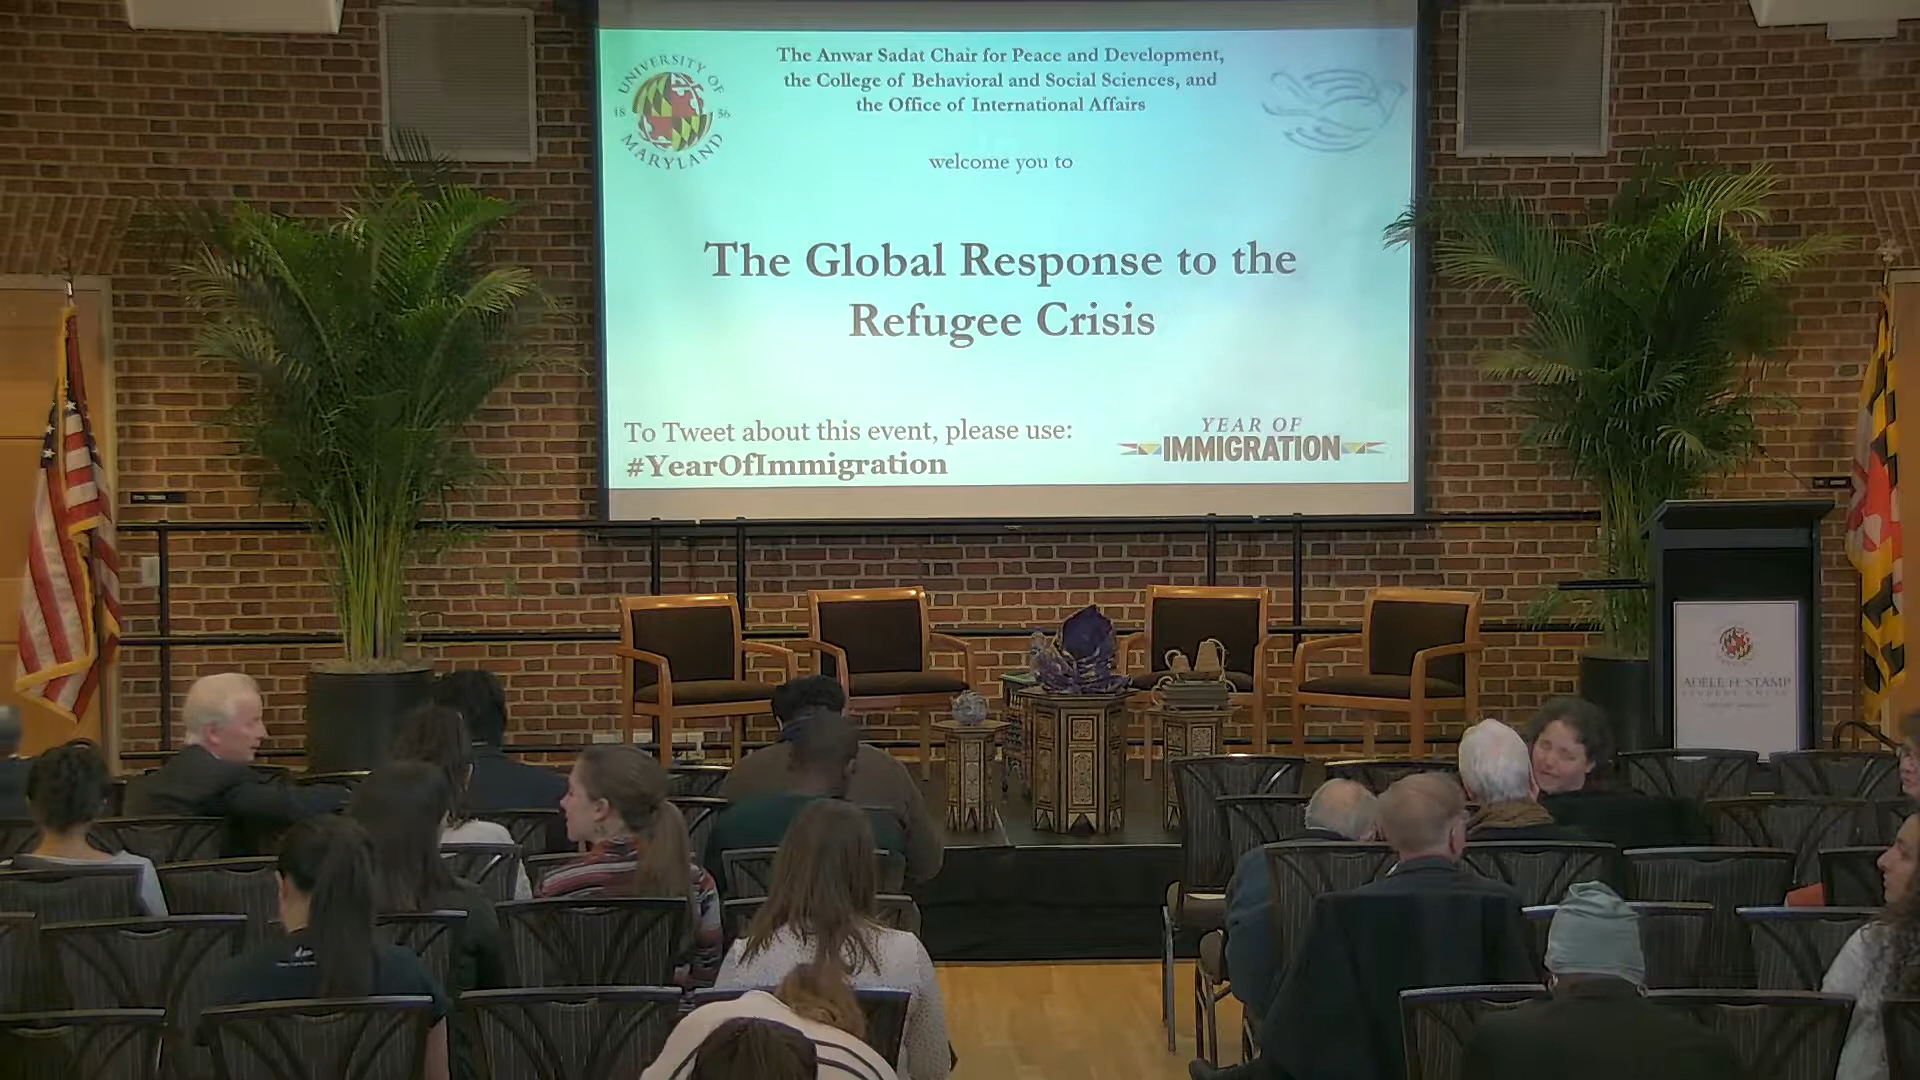 The Anwar Sadat Chair for Peace and Development,
the College of Behavioral and Social Sciences, and
the Office of International Affairs
UNIVERSITY OF
18 56
MARYLAND
welcome you to
The Global Response to the
Refugee Crisis
To Tweet about this event, please use:
#YearOfImmigration
YEAR OF
IMMIGRATION
ADELE H. STAMP
STUDENT UNION